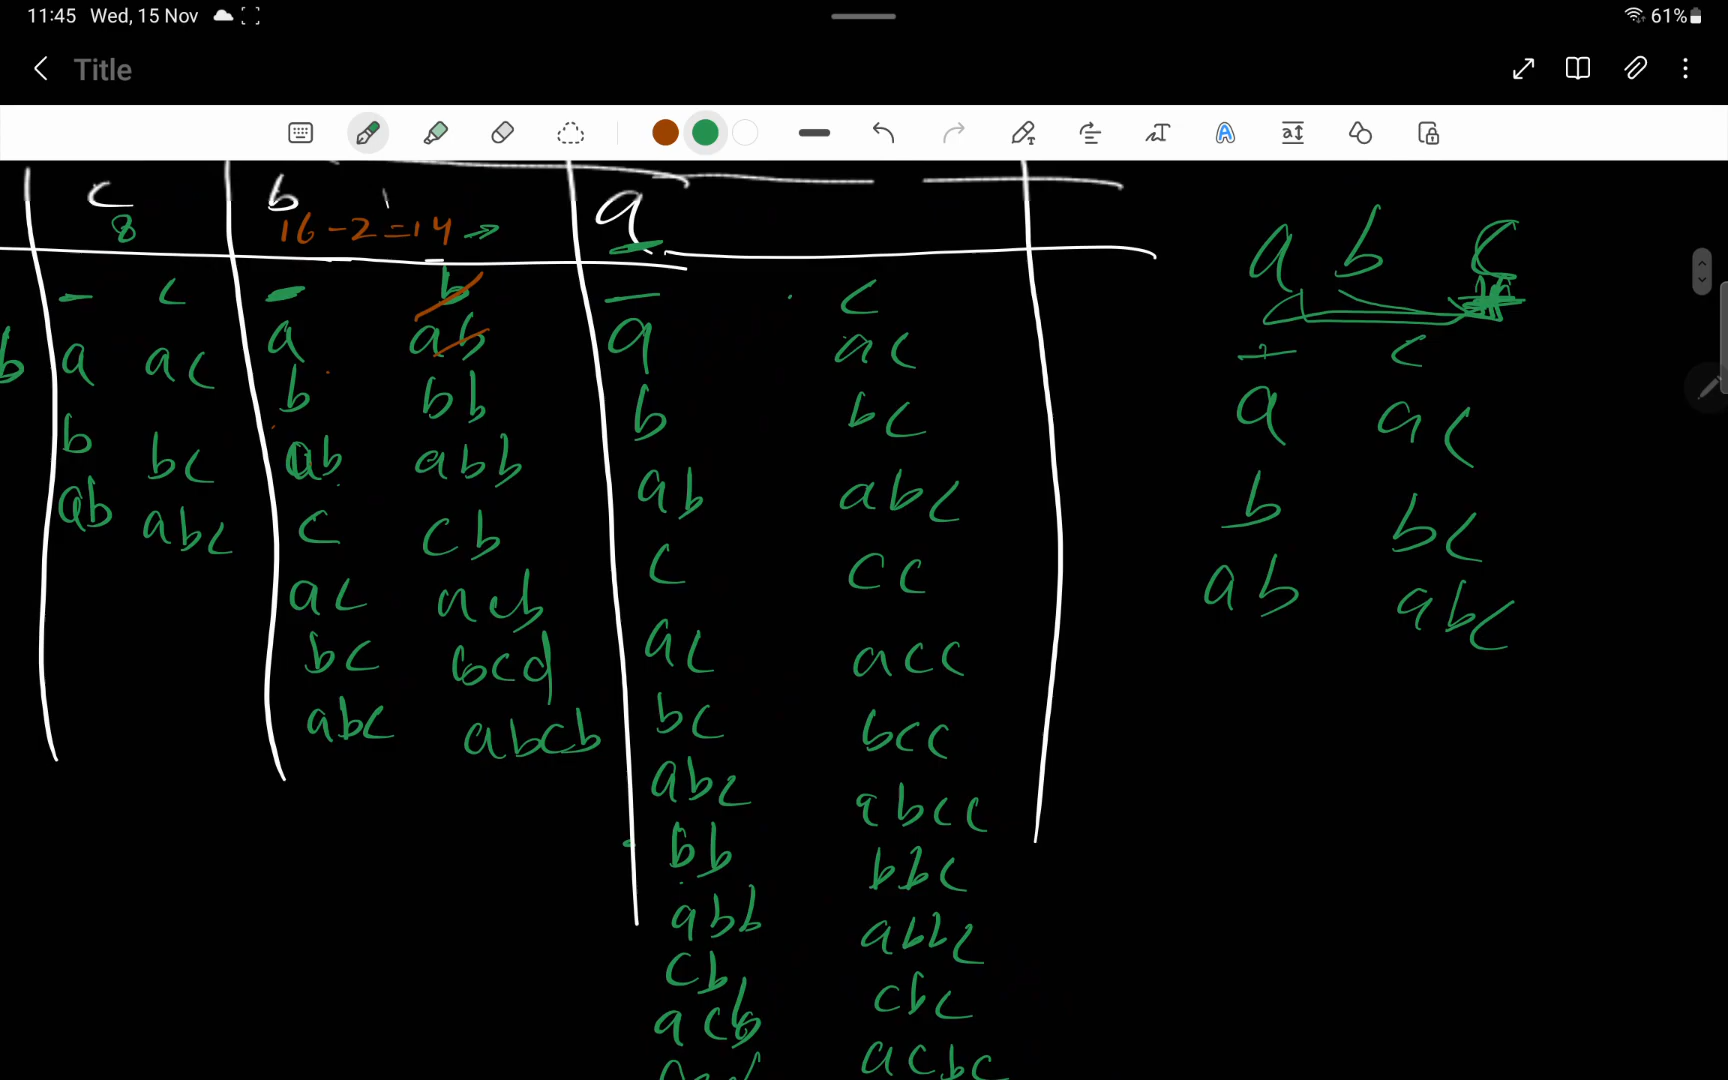 11:45 Wed, 15 Nov 61%
Title
c b a
8 16 - 2 = 14 →
a b c
- c - b - c
b a ac a ab a ac
b bc b bb b bc
ab abc ab abb ab abc
c cb c cc
ac acb ac acc
bc bcd bc bcc
abc abcb abc abcc
bb bbc
abb abbc
cb cbc
acb acbc
- c
a ac
b bc
ab abc